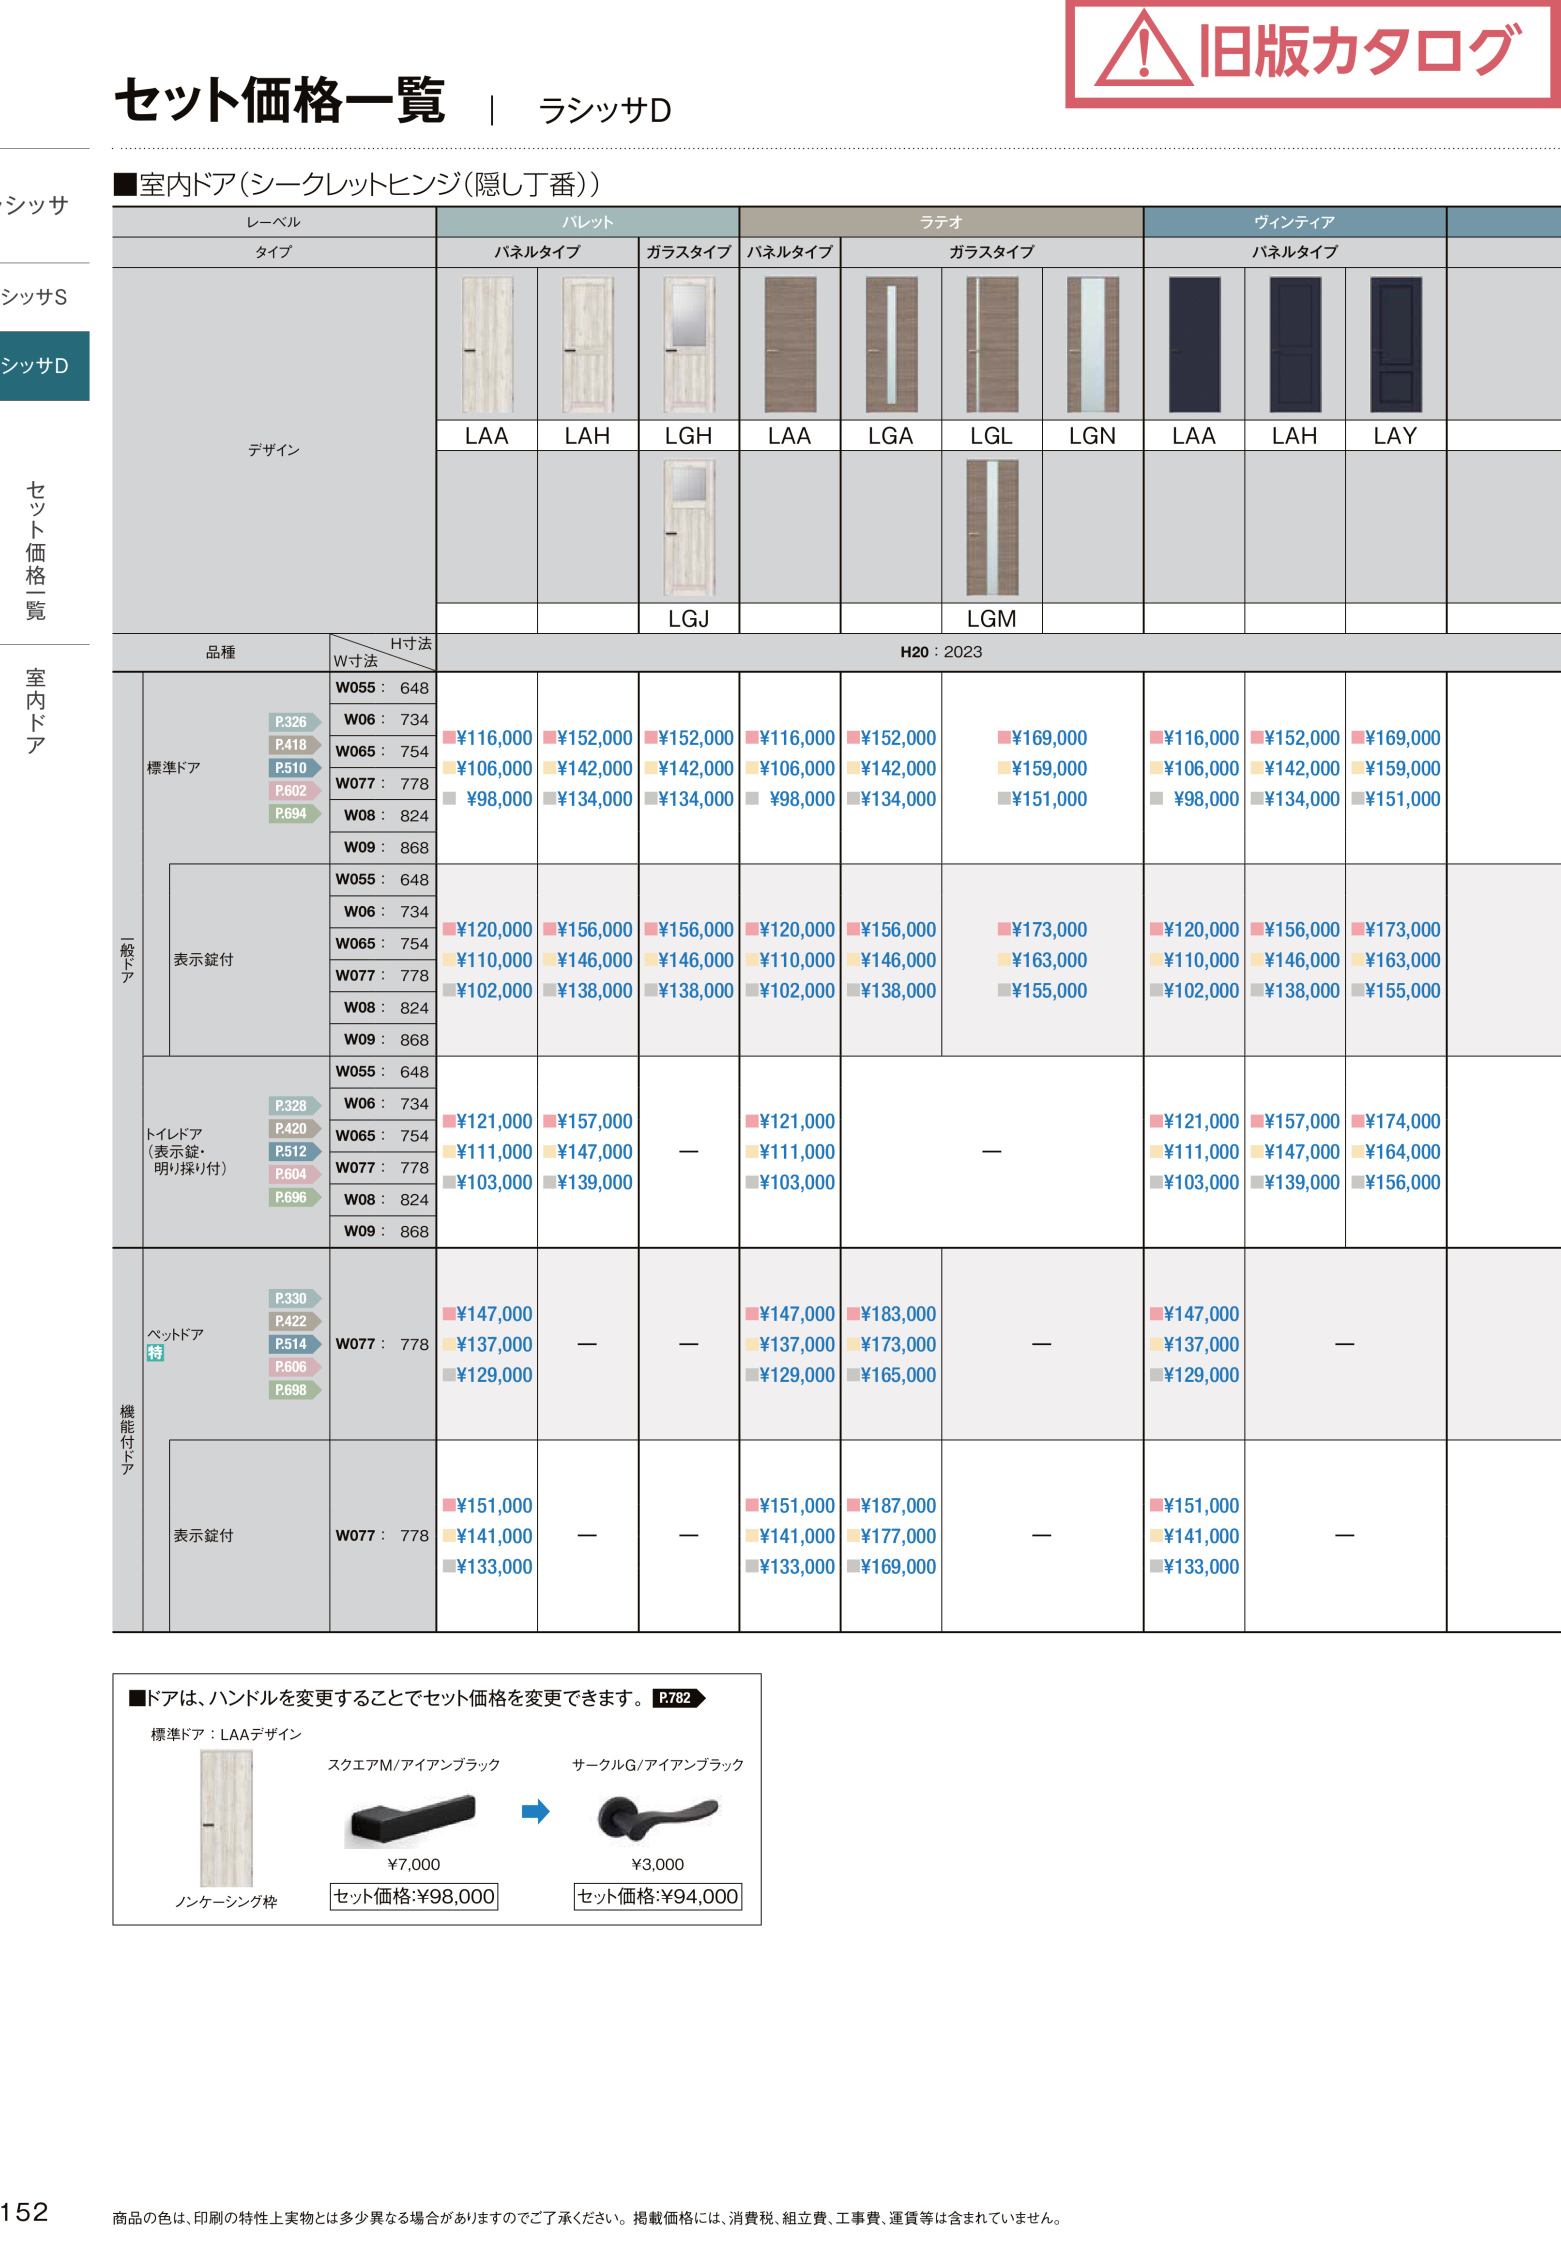 旧版カタログ
セット価格一覧 | ラシッサD
シッサ
シッサS
シッサD
セット価格一覧
室内ドア
■室内ドア（シークレットヒンジ（隠し丁番））
レーベル パレット ラテオ ヴィンティア
タイプ パネルタイプ ガラスタイプ パネルタイプ ガラスタイプ パネルタイプ
デザイン
LAA LAH LGH LAA LGA LGL LGN LAA LAH LAY
LGJ LGM
品種 W寸法 H寸法 H20：2023
一般ドア
標準ドア
P.326
P.418
P.510
P.602
P.694
W055： 648
W06： 734
W065： 754
W077： 778
W08： 824
W09： 868
¥116,000 ¥152,000 ¥152,000 ¥116,000 ¥152,000 ¥169,000 ¥116,000 ¥152,000 ¥169,000
¥106,000 ¥142,000 ¥142,000 ¥106,000 ¥142,000 ¥159,000 ¥106,000 ¥142,000 ¥159,000
¥98,000 ¥134,000 ¥134,000 ¥98,000 ¥134,000 ¥151,000 ¥98,000 ¥134,000 ¥151,000
表示錠付
W055： 648
W06： 734
W065： 754
W077： 778
W08： 824
W09： 868
¥120,000 ¥156,000 ¥156,000 ¥120,000 ¥156,000 ¥173,000 ¥120,000 ¥156,000 ¥173,000
¥110,000 ¥146,000 ¥146,000 ¥110,000 ¥146,000 ¥163,000 ¥110,000 ¥146,000 ¥163,000
¥102,000 ¥138,000 ¥138,000 ¥102,000 ¥138,000 ¥155,000 ¥102,000 ¥138,000 ¥155,000
トイレドア
（表示錠・
明り採り付）
P.328
P.420
P.512
P.604
P.696
W055： 648
W06： 734
W065： 754
W077： 778
W08： 824
W09： 868
¥121,000 ¥157,000 ¥121,000 ¥121,000 ¥157,000 ¥174,000
¥111,000 ¥147,000 — ¥111,000 — ¥111,000 ¥147,000 ¥164,000
¥103,000 ¥139,000 ¥103,000 ¥103,000 ¥139,000 ¥156,000
機能付ドア
ペットドア
特
P.330
P.422
P.514
P.606
P.698
W077： 778
¥147,000 ¥147,000 ¥183,000 ¥147,000
¥137,000 — — ¥137,000 ¥173,000 — ¥137,000 —
¥129,000 ¥129,000 ¥165,000 ¥129,000
表示錠付
W077： 778
¥151,000 ¥151,000 ¥187,000 ¥151,000
¥141,000 — — ¥141,000 ¥177,000 — ¥141,000 —
¥133,000 ¥133,000 ¥169,000 ¥133,000
■ドアは、ハンドルを変更することでセット価格を変更できます。 P.782
標準ドア：LAAデザイン
スクエアM/アイアンブラック サークルG/アイアンブラック
¥7,000 ¥3,000
ノンケーシング枠 セット価格:¥98,000 セット価格:¥94,000
152
商品の色は、印刷の特性上実物とは多少異なる場合がありますのでご了承ください。掲載価格には、消費税、組立費、工事費、運賃等は含まれていません。